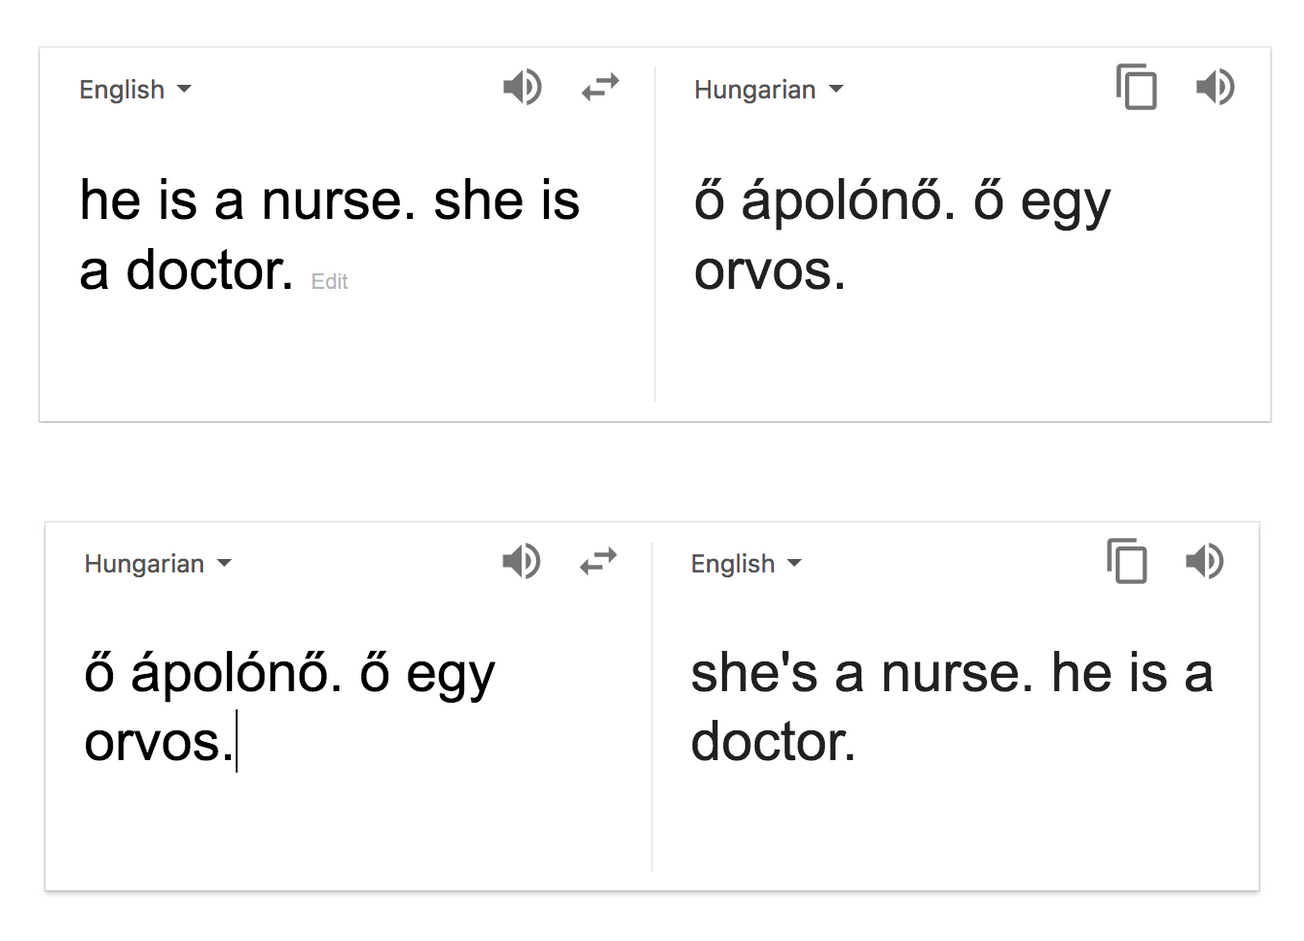 English
Hungarian
he is a nurse. she is
a doctor. Edit
ő ápolónő. ő egy
orvos.
Hungarian
English
ő ápolónő. ő egy
orvos.
she's a nurse. he is a
doctor.